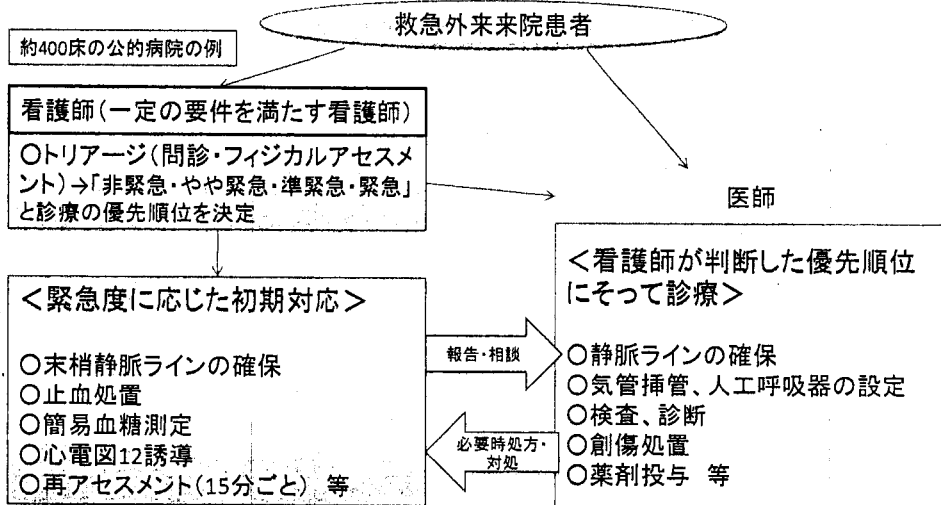 救急外来来院患者
約400床の公的病院の例
看護師(一定の要件を満たす看護師)
○トリアージ(問診・フィジカルアセスメ
ント)→「非緊急・やや緊急・準緊急・緊急」
と診療の優先順位を決定
<緊急度に応じた初期対応>
○末梢静脈ラインの確保
○止血処置
○簡易血糖測定
○心電図12誘導
○再アセスメント(15分ごと) 等
報告・相談
必要時処方・
対処
医師
<看護師が判断した優先順位
にそって診療>
○静脈ラインの確保
○気管挿管、人工呼吸器の設定
○検査、診断
○創傷処置
○薬剤投与 等